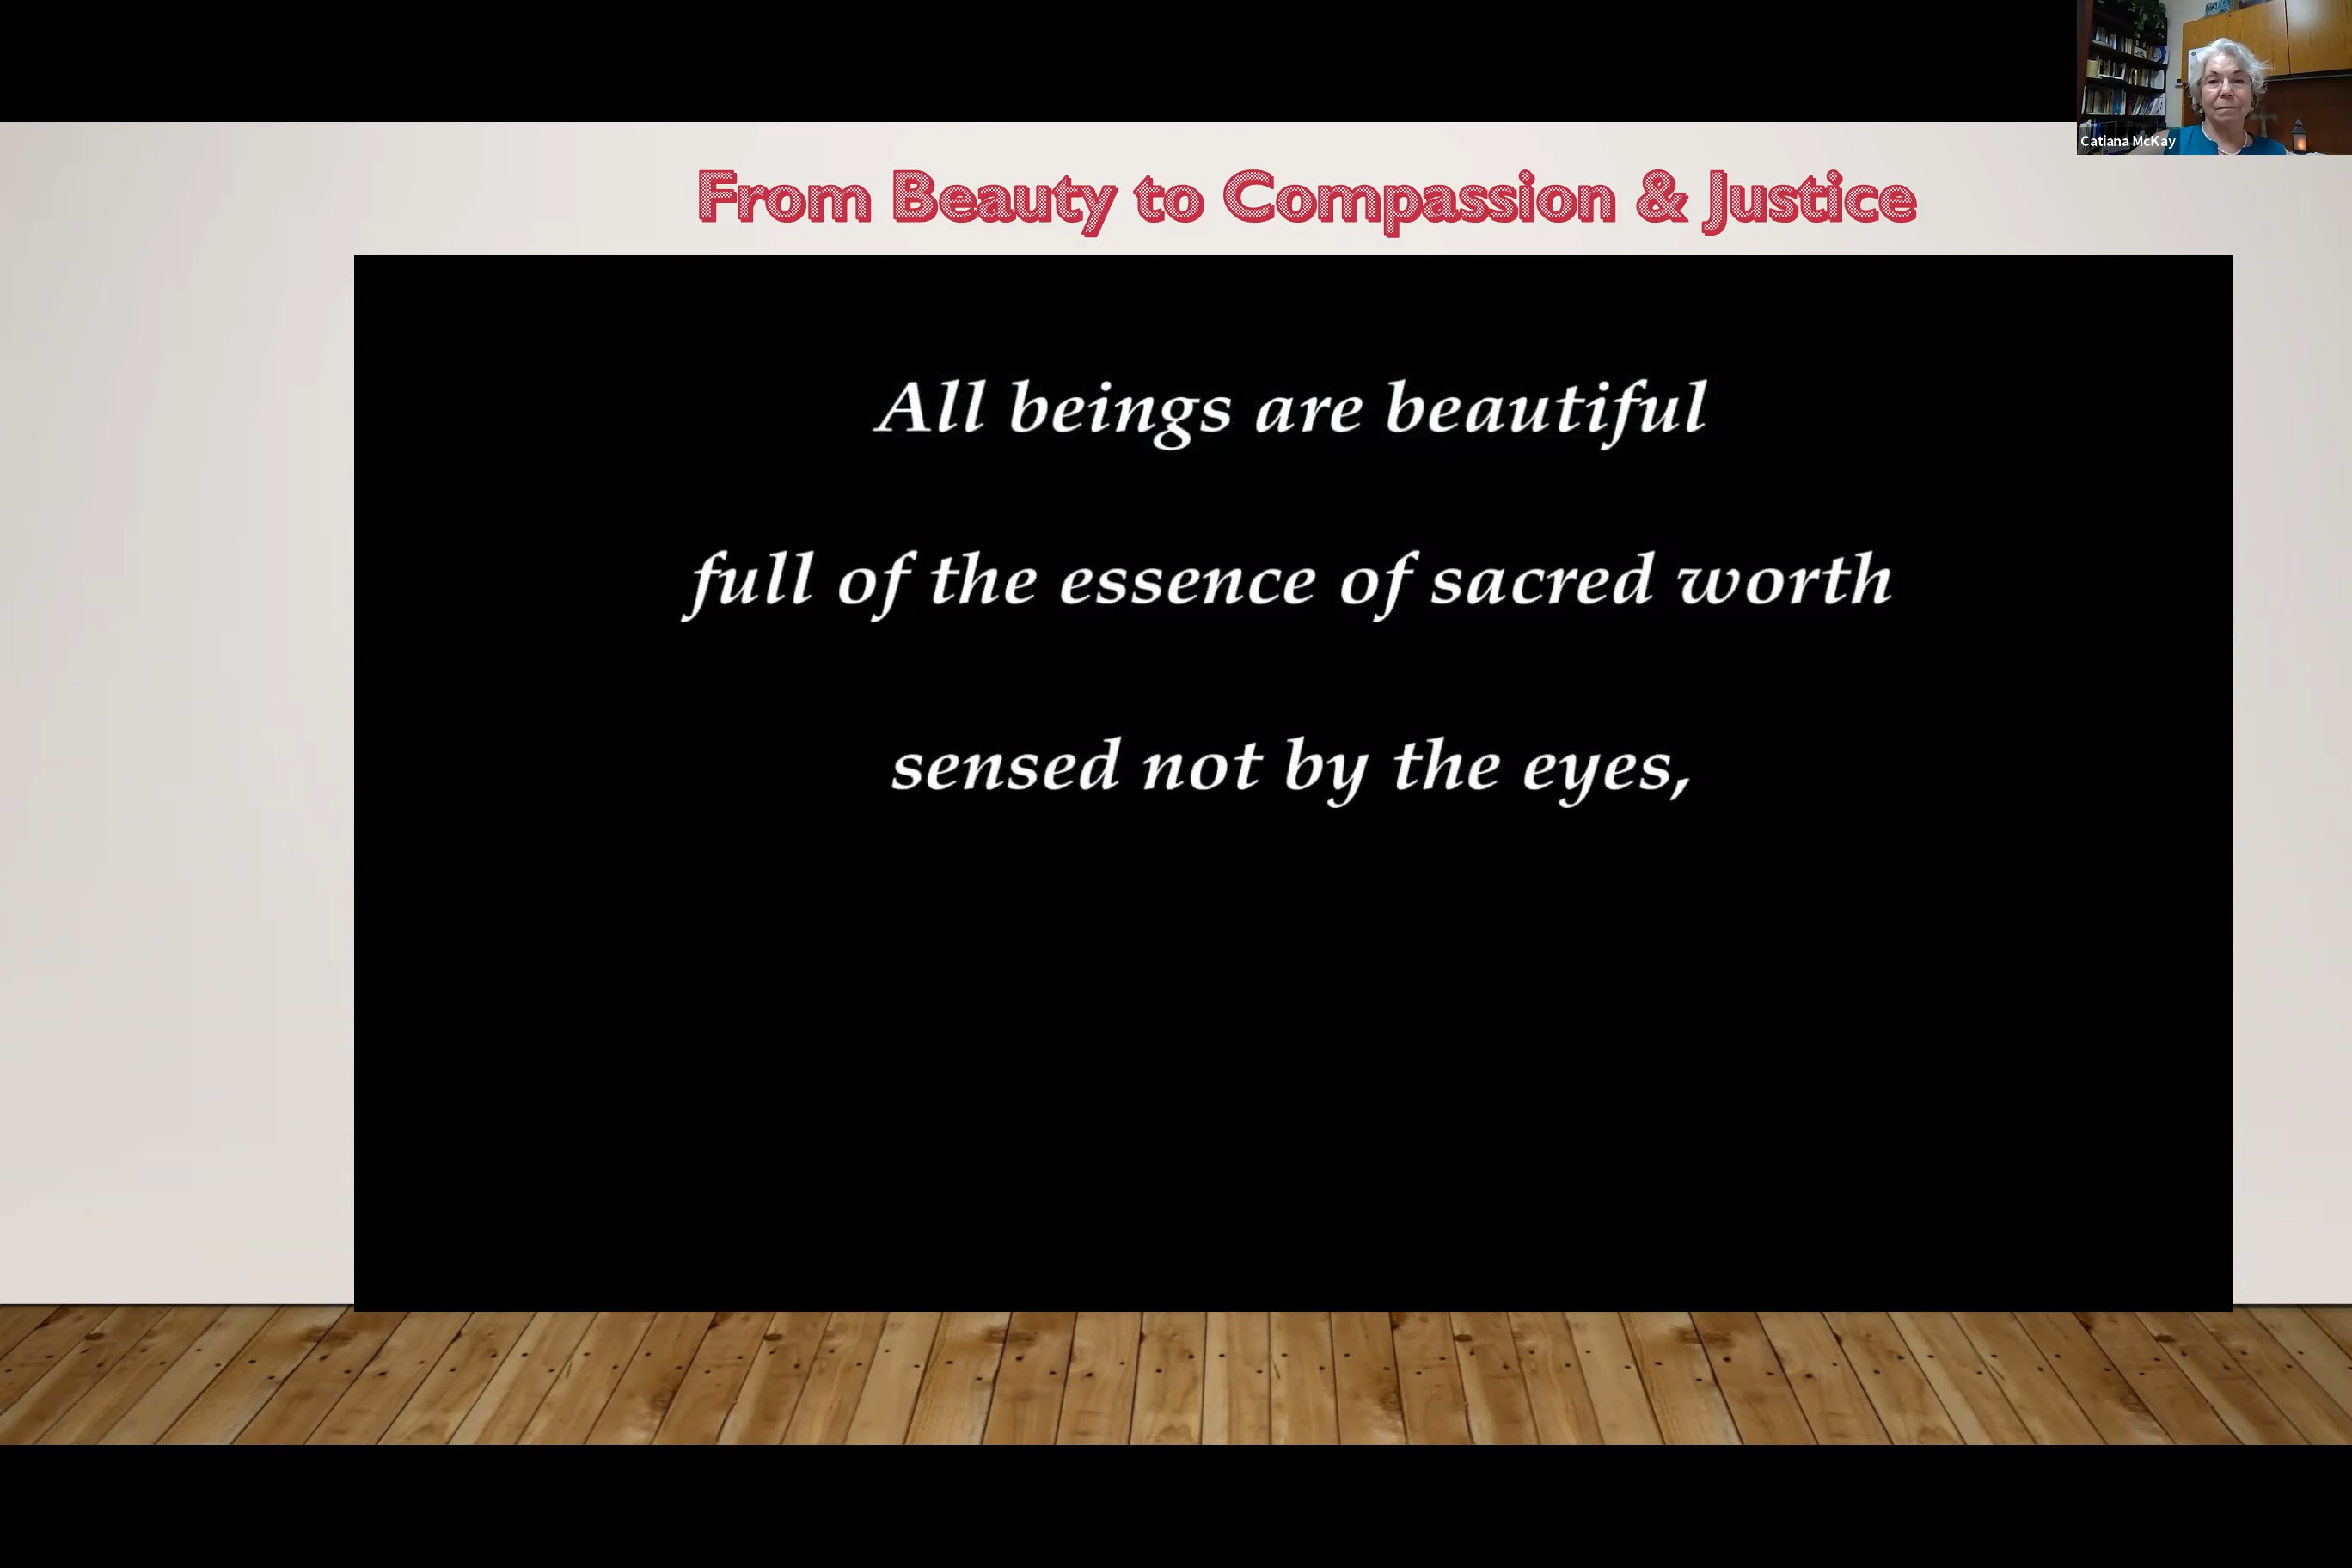 Catiana McKay
From Beauty to Compassion & Justice
All beings are beautiful
full of the essence of sacred worth
sensed not by the eyes,